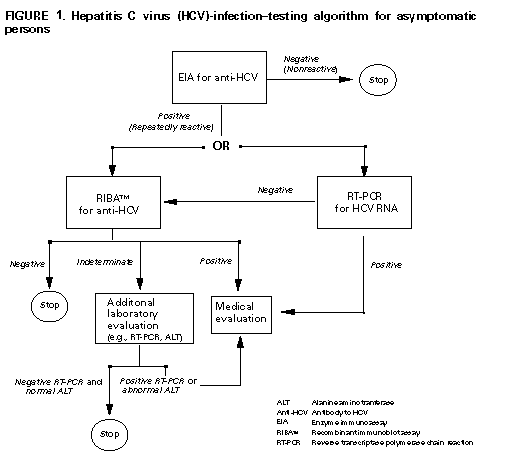 FIGURE 1. Hepatitis C virus (HCV)-infection–testing algorithm for asymptomatic
persons
EIA for anti-HCV
Negative
(Nonreactive)
Stop
Positive
(Repeatedly reactive)
OR
RIBA™
for anti-HCV
Negative
RT-PCR
for HCV RNA
Negative
Indeterminate
Positive
Positive
Stop
Additonal
laboratory
evaluation
(e.g., RT-PCR, ALT)
Medical
evaluation
Negative RT-PCR and
normal ALT
Positive RT-PCR or
abnormal ALT
Stop
ALT Alanine aminotranferase
Anti-HCV Antibody to HCV
EIA Enzyme immunoassay
RIBA™ Recombinant immunoblot assay
RT-PCR Reverse transcriptase polymerase chain reaction